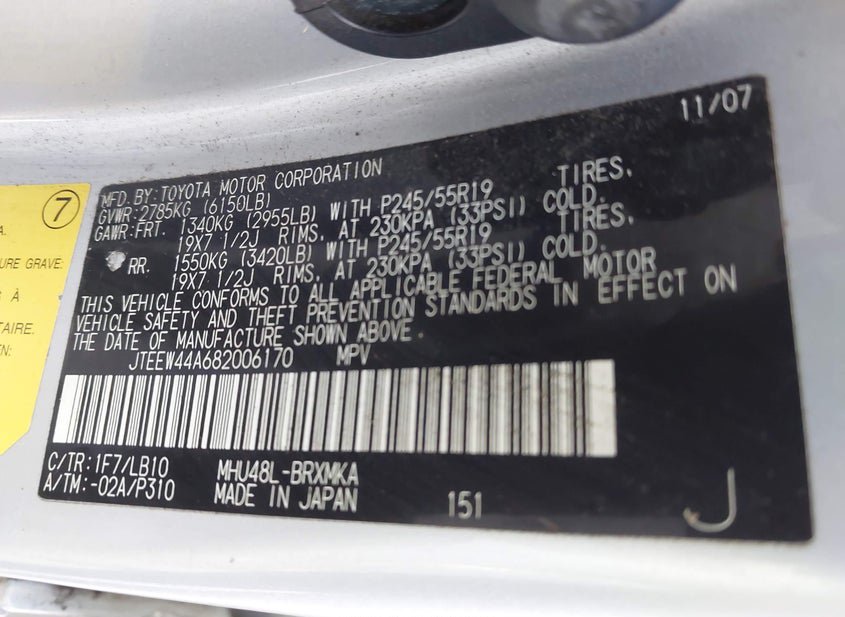 11/07
MFD.BY:TOYOTA MOTOR CORPORATION
GVWR:2785KG (6150LB)
GAWR:FRT. 1340KG (2955LB) WITH P245/55R19 TIRES,
19X7 1/2J RIMS, AT 230KPA (33PSI) COLD.
RR. 1550KG (3420LB) WITH P245/55R19 TIRES,
19X7 1/2J RIMS, AT 230KPA (33PSI) COLD.
THIS VEHICLE CONFORMS TO ALL APPLICABLE FEDERAL MOTOR
VEHICLE SAFETY AND THEFT PREVENTION STANDARDS IN EFFECT ON
THE DATE OF MANUFACTURE SHOWN ABOVE.
JTEEW44A682006170 MPV
C/TR:1F7/LB10 MHU48L-BRXMKA
A/TM:-02A/P310 MADE IN JAPAN 151 J
7
A.
URE GRAVE.
S À
TAIRE.
EN: